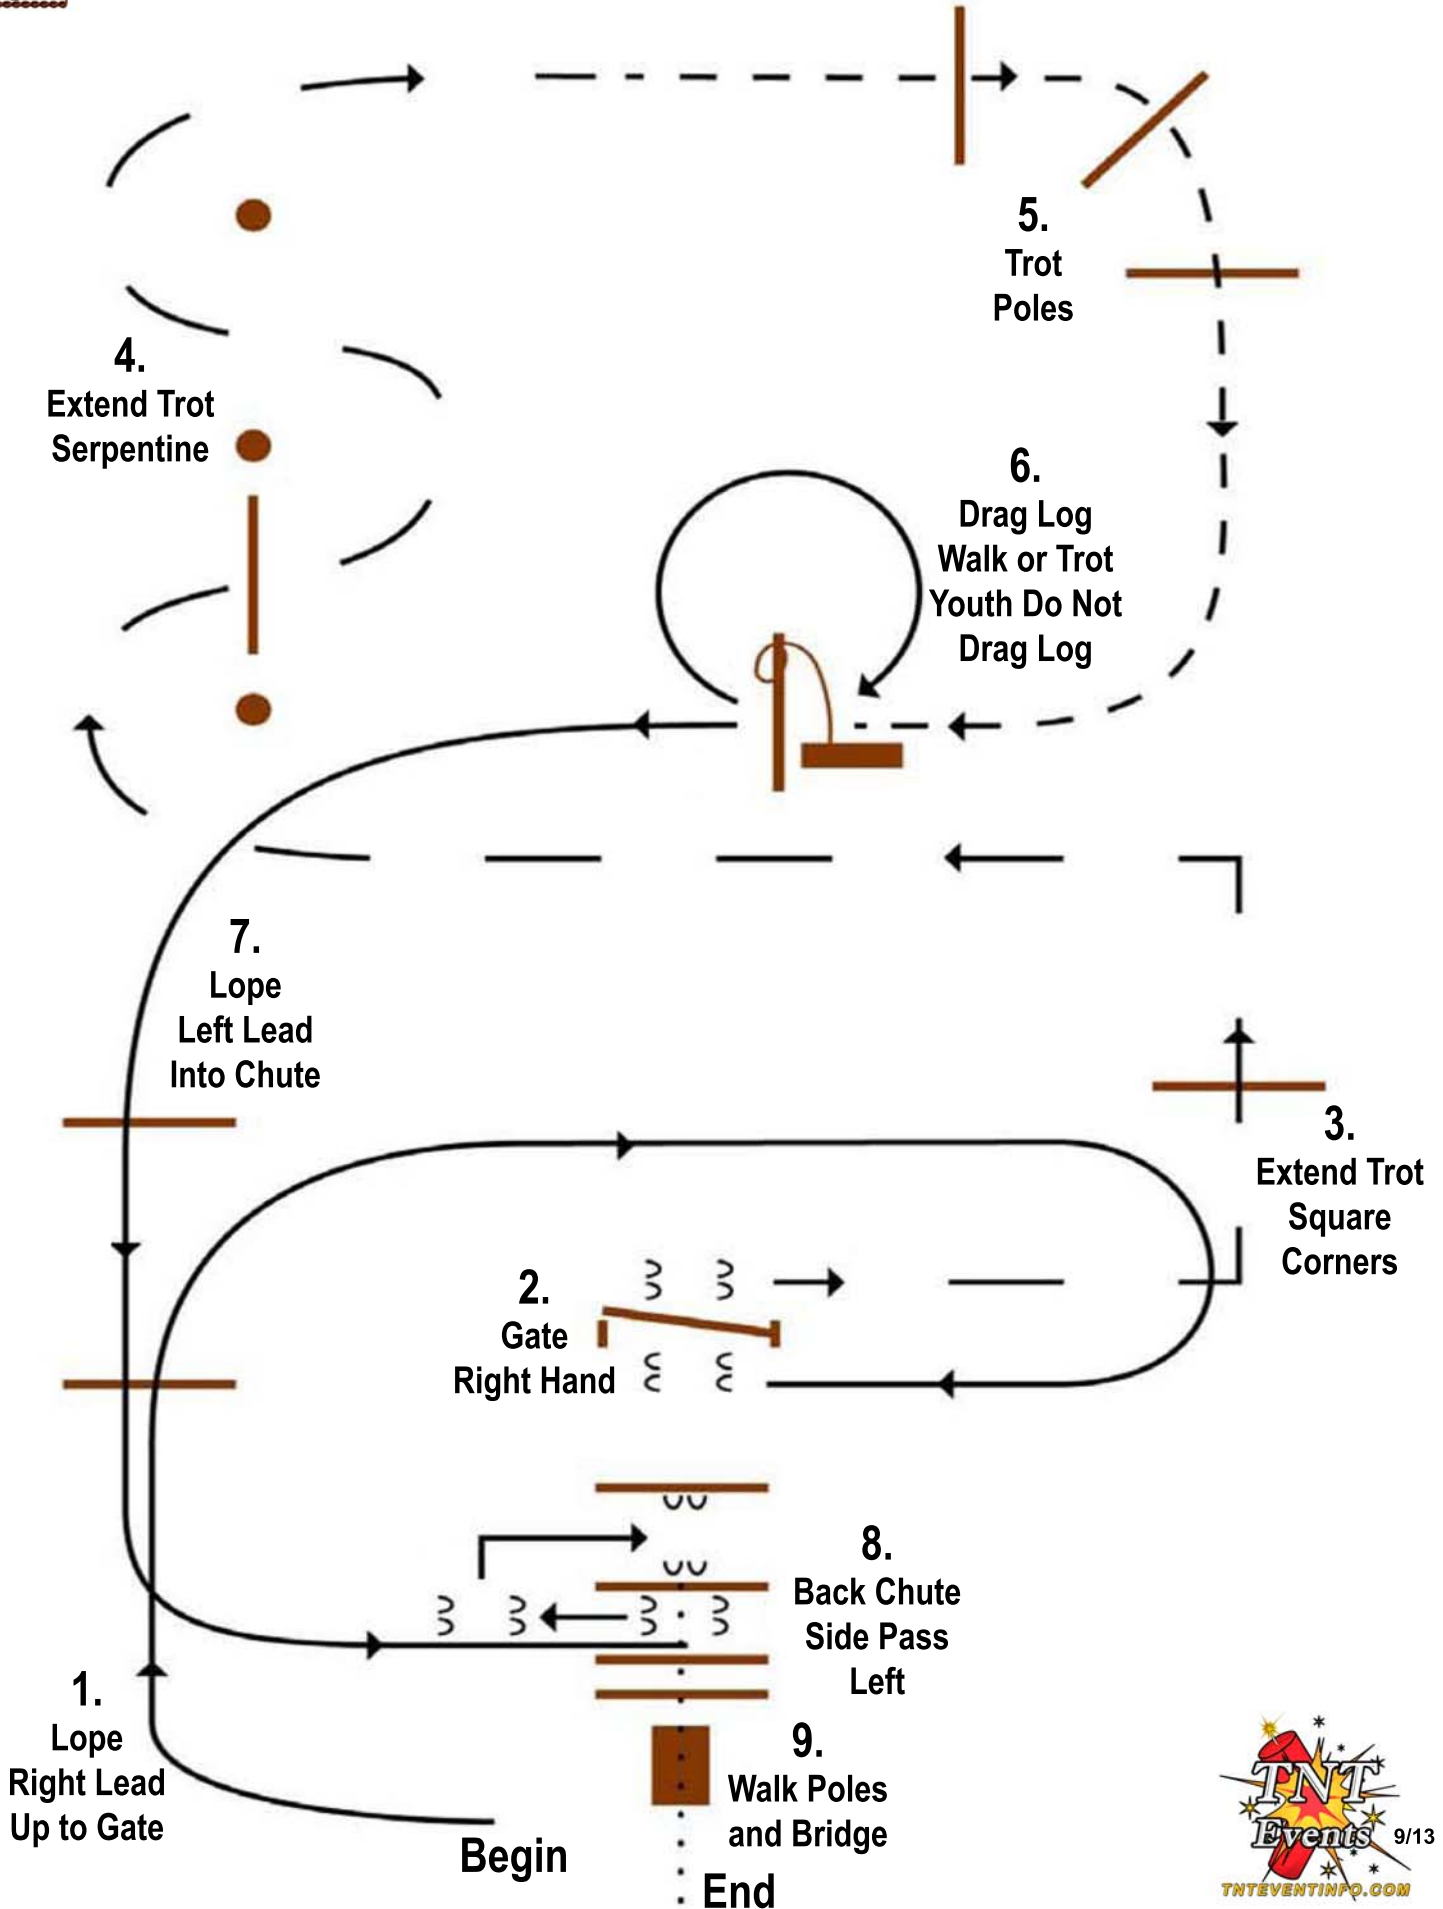 5.
Trot
Poles
4.
Extend Trot
Serpentine
6.
Drag Log
Walk or Trot
Youth Do Not
Drag Log
7.
Lope
Left Lead
Into Chute
3.
Extend Trot
Square
Corners
2.
Gate
Right Hand
8.
Back Chute
Side Pass
Left
1.
Lope
Right Lead
Up to Gate
9.
Walk Poles
and Bridge
Begin
End
TNT
Events
9/13
TNTEVENTINFO.COM